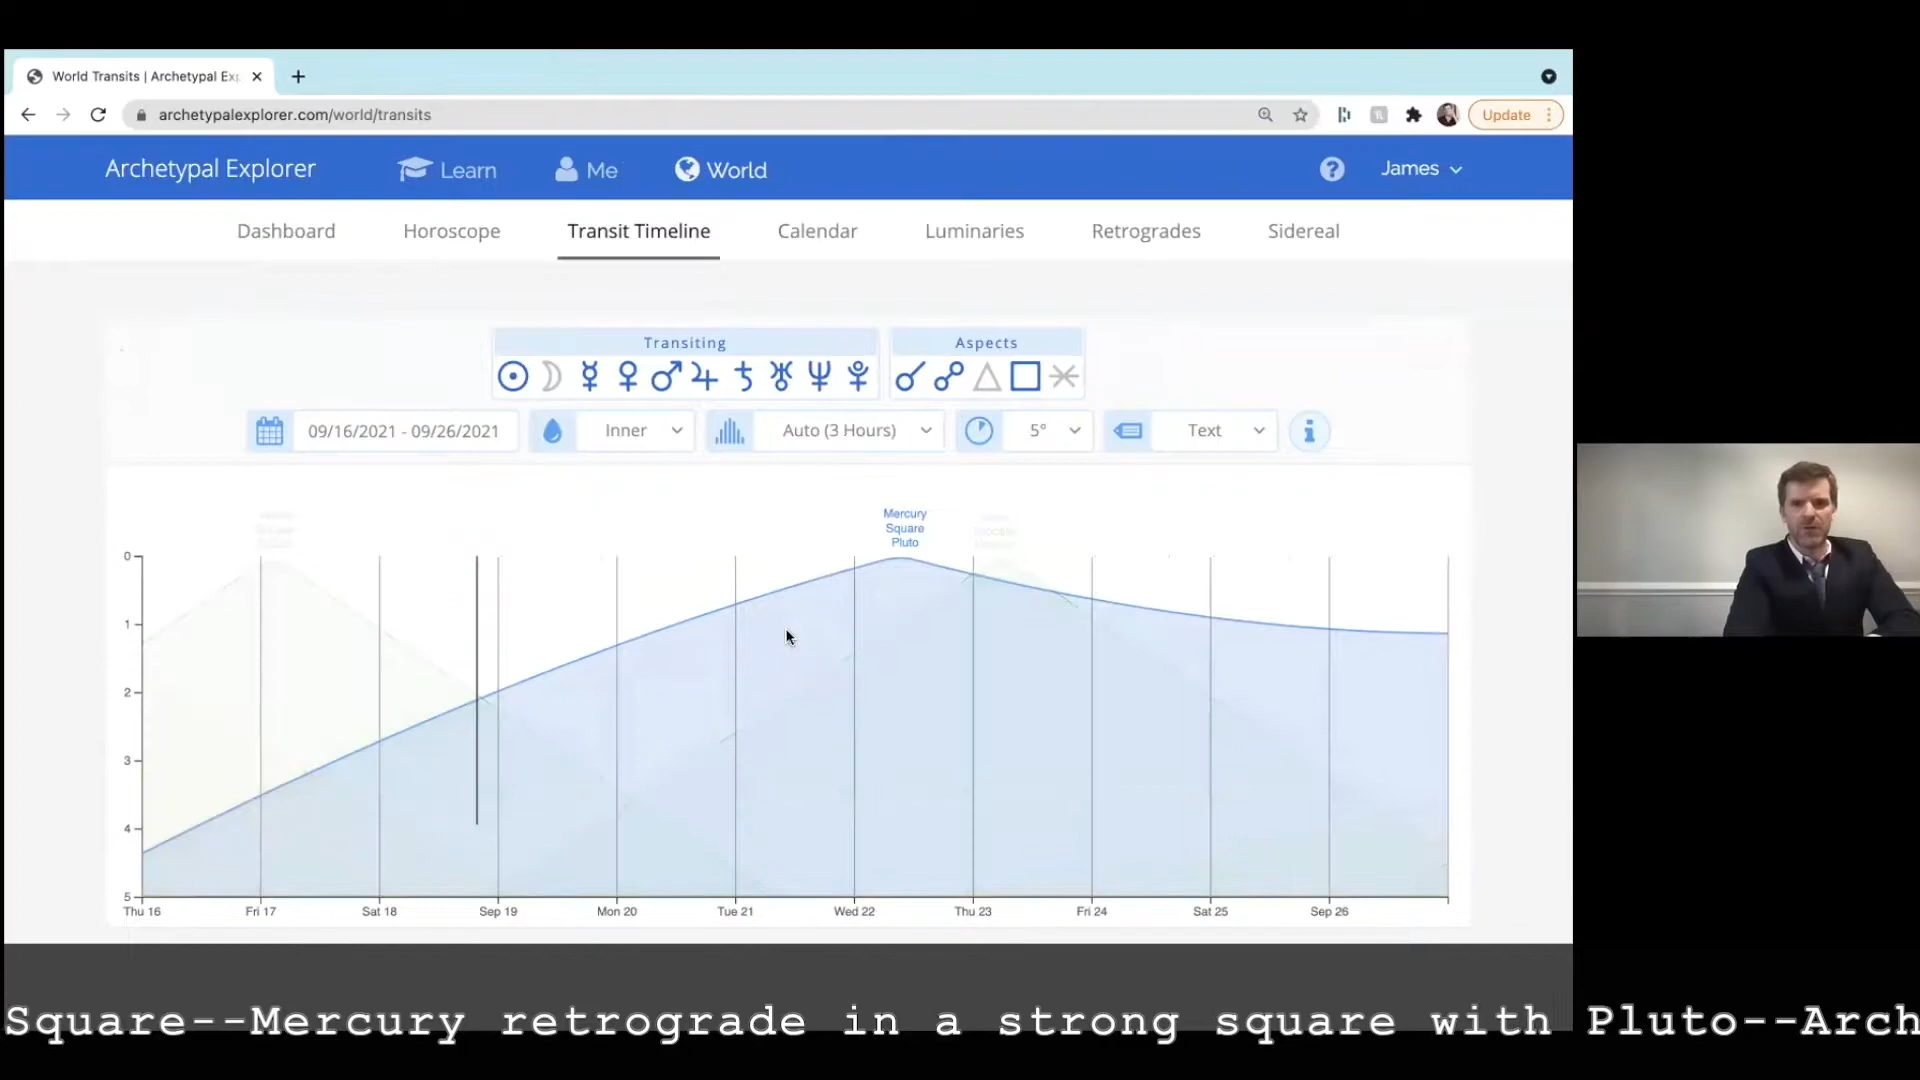 World Transits | Archetypal Ex
archetypalexplorer.com/world/transits
Update
Archetypal Explorer
Learn
Me
World
?
James
Dashboard
Horoscope
Transit Timeline
Calendar
Luminaries
Retrogrades
Sidereal
Transiting
Aspects
09/16/2021 - 09/26/2021
Inner
Auto (3 Hours)
5°
Text
i
Mercury
Square
Pluto
0
1
2
3
4
5
Thu 16
Fri 17
Sat 18
Sep 19
Mon 20
Tue 21
Wed 22
Thu 23
Fri 24
Sat 25
Sep 26
Square--Mercury retrograde in a strong square with Pluto--Arch